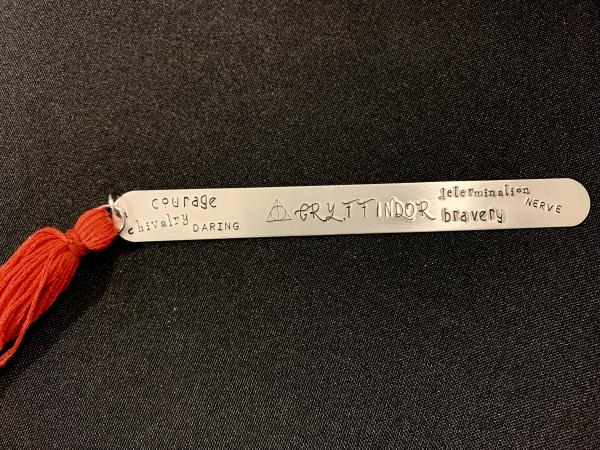 courage
chivalry DARING
GRYFFINDOR
determination
bravery NERVE